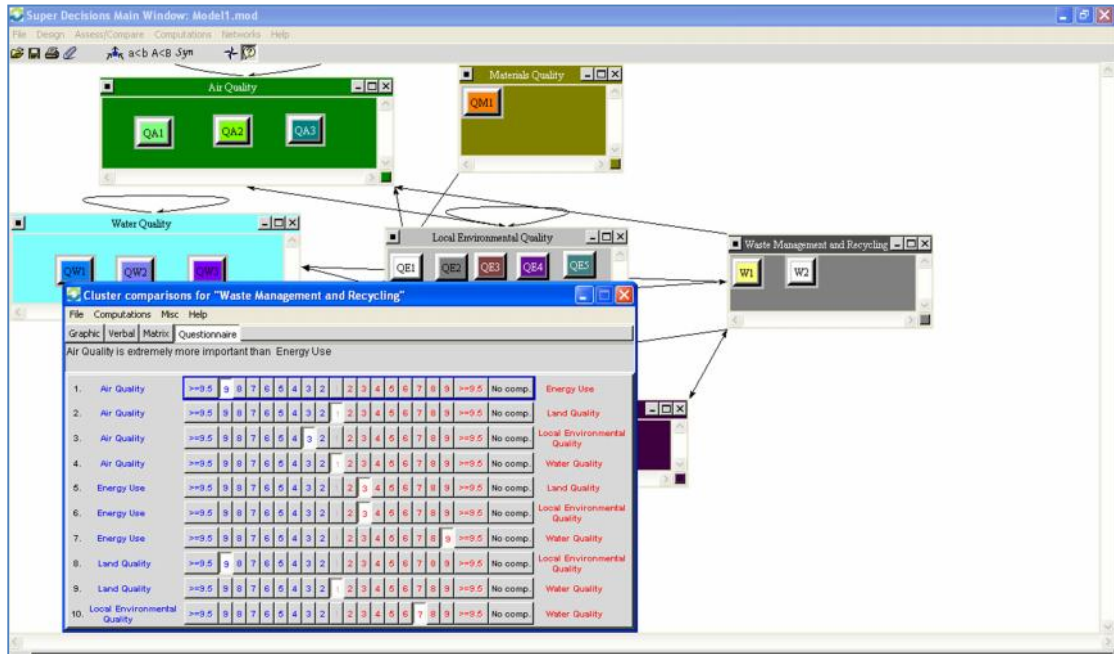 Super Decisions Main Window: Model1.mod
File Design Assess/Compare Computations Networks Help
a<b A<B Syn
Air Quality
QA1 QA2 QA3
Materials Quality
QM1
Water Quality
QW1 QW2
Local Environmental Quality
QE1 QE2 QE3 QE4 QE5
Waste Management and Recycling
W1 W2
Cluster comparisons for "Waste Management and Recycling"
File Computations Misc Help
Graphic Verbal Matrix Questionnaire
Air Quality is extremely more important than Energy Use
1. Air Quality >=9.5 9 8 7 6 5 4 3 2 2 3 4 5 6 7 8 9 >=9.5 No comp. Energy Use
2. Air Quality >=9.5 9 8 7 6 5 4 3 2 1 2 3 4 5 6 7 8 9 >=9.5 No comp. Land Quality
3. Air Quality >=9.5 9 8 7 6 5 4 3 2 2 3 4 5 6 7 8 9 >=9.5 No comp. Local Environmental Quality
4. Air Quality >=9.5 9 8 7 6 5 4 3 2 1 2 3 4 5 6 7 8 9 >=9.5 No comp. Water Quality
5. Energy Use >=9.5 9 8 7 6 5 4 3 2 2 3 4 5 6 7 8 9 >=9.5 No comp. Land Quality
6. Energy Use >=9.5 9 8 7 6 5 4 3 2 2 3 4 5 6 7 8 9 >=9.5 No comp. Local Environmental Quality
7. Energy Use >=9.5 9 8 7 6 5 4 3 2 2 3 4 5 6 7 8 9 >=9.5 No comp. Water Quality
8. Land Quality >=9.5 9 8 7 6 5 4 3 2 2 3 4 5 6 7 8 9 >=9.5 No comp. Local Environmental Quality
9. Land Quality >=9.5 9 8 7 6 5 4 3 2 1 2 3 4 5 6 7 8 9 >=9.5 No comp. Water Quality
10. Local Environmental Quality >=9.5 9 8 7 6 5 4 3 2 2 3 4 5 6 7 8 9 >=9.5 No comp. Water Quality